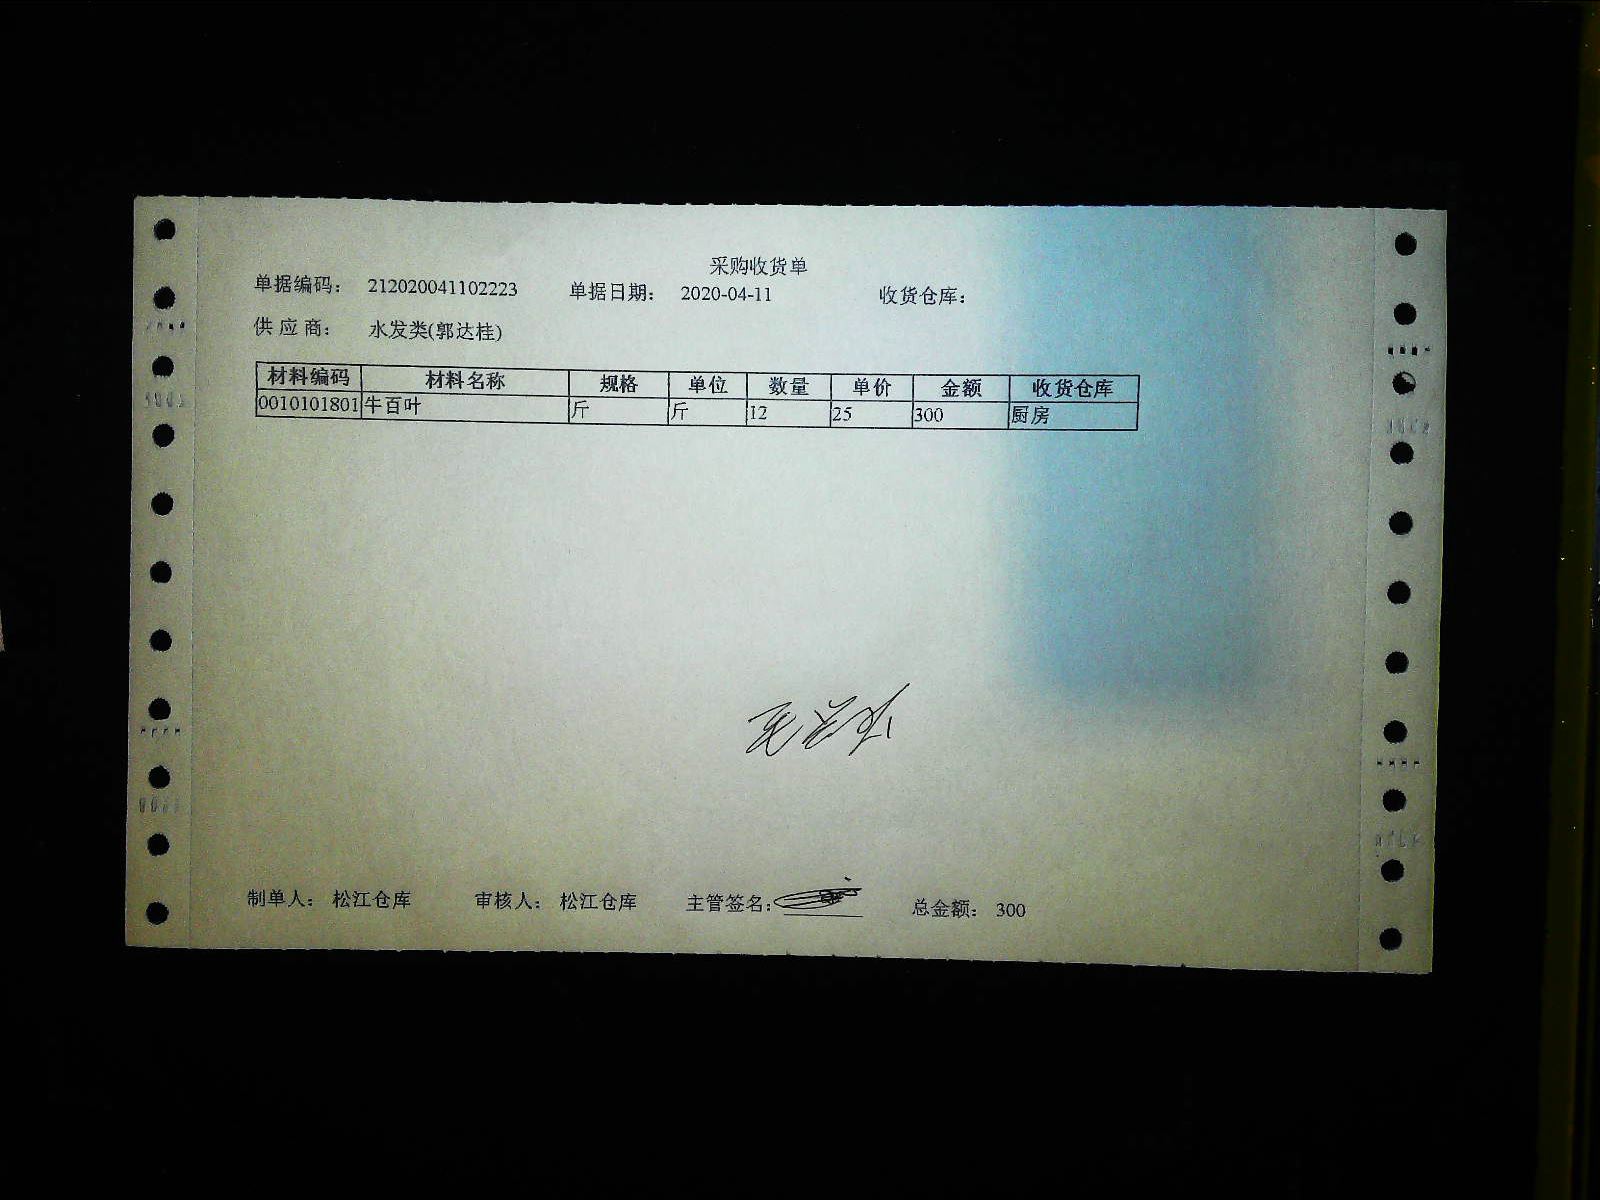 采购收货单
单据编码： 212020041102223 单据日期： 2020-04-11 收货仓库：
供 应 商： 水发类(郭达桂)
材料编码 材料名称 规格 单位 数量 单价 金额 收货仓库
0010101801 牛百叶 斤 斤 12 25 300 厨房
制单人： 松江仓库 审核人： 松江仓库 主管签名： 总金额： 300